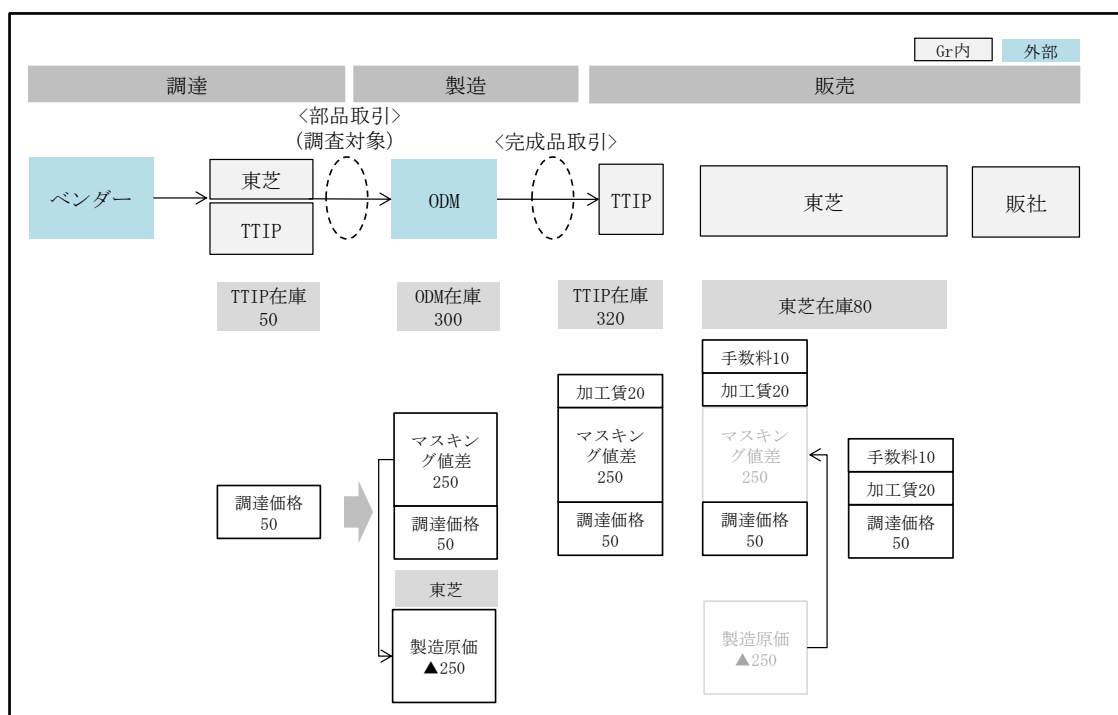 Gr内
外部
調達
製造
販売
<部品取引>
(調査対象)
<完成品取引>
ベンダー
東芝
TTIP
ODM
TTIP
東芝
販社
TTIP在庫
50
ODM在庫
300
TTIP在庫
320
東芝在庫80
調達価格
50
マスキン
グ値差
250
調達価格
50
東芝
製造原価
▲250
加工賃20
マスキン
グ値差
250
調達価格
50
手数料10
加工賃20
マスキン
グ値差
250
調達価格
50
製造原価
▲250
手数料10
加工賃20
調達価格
50